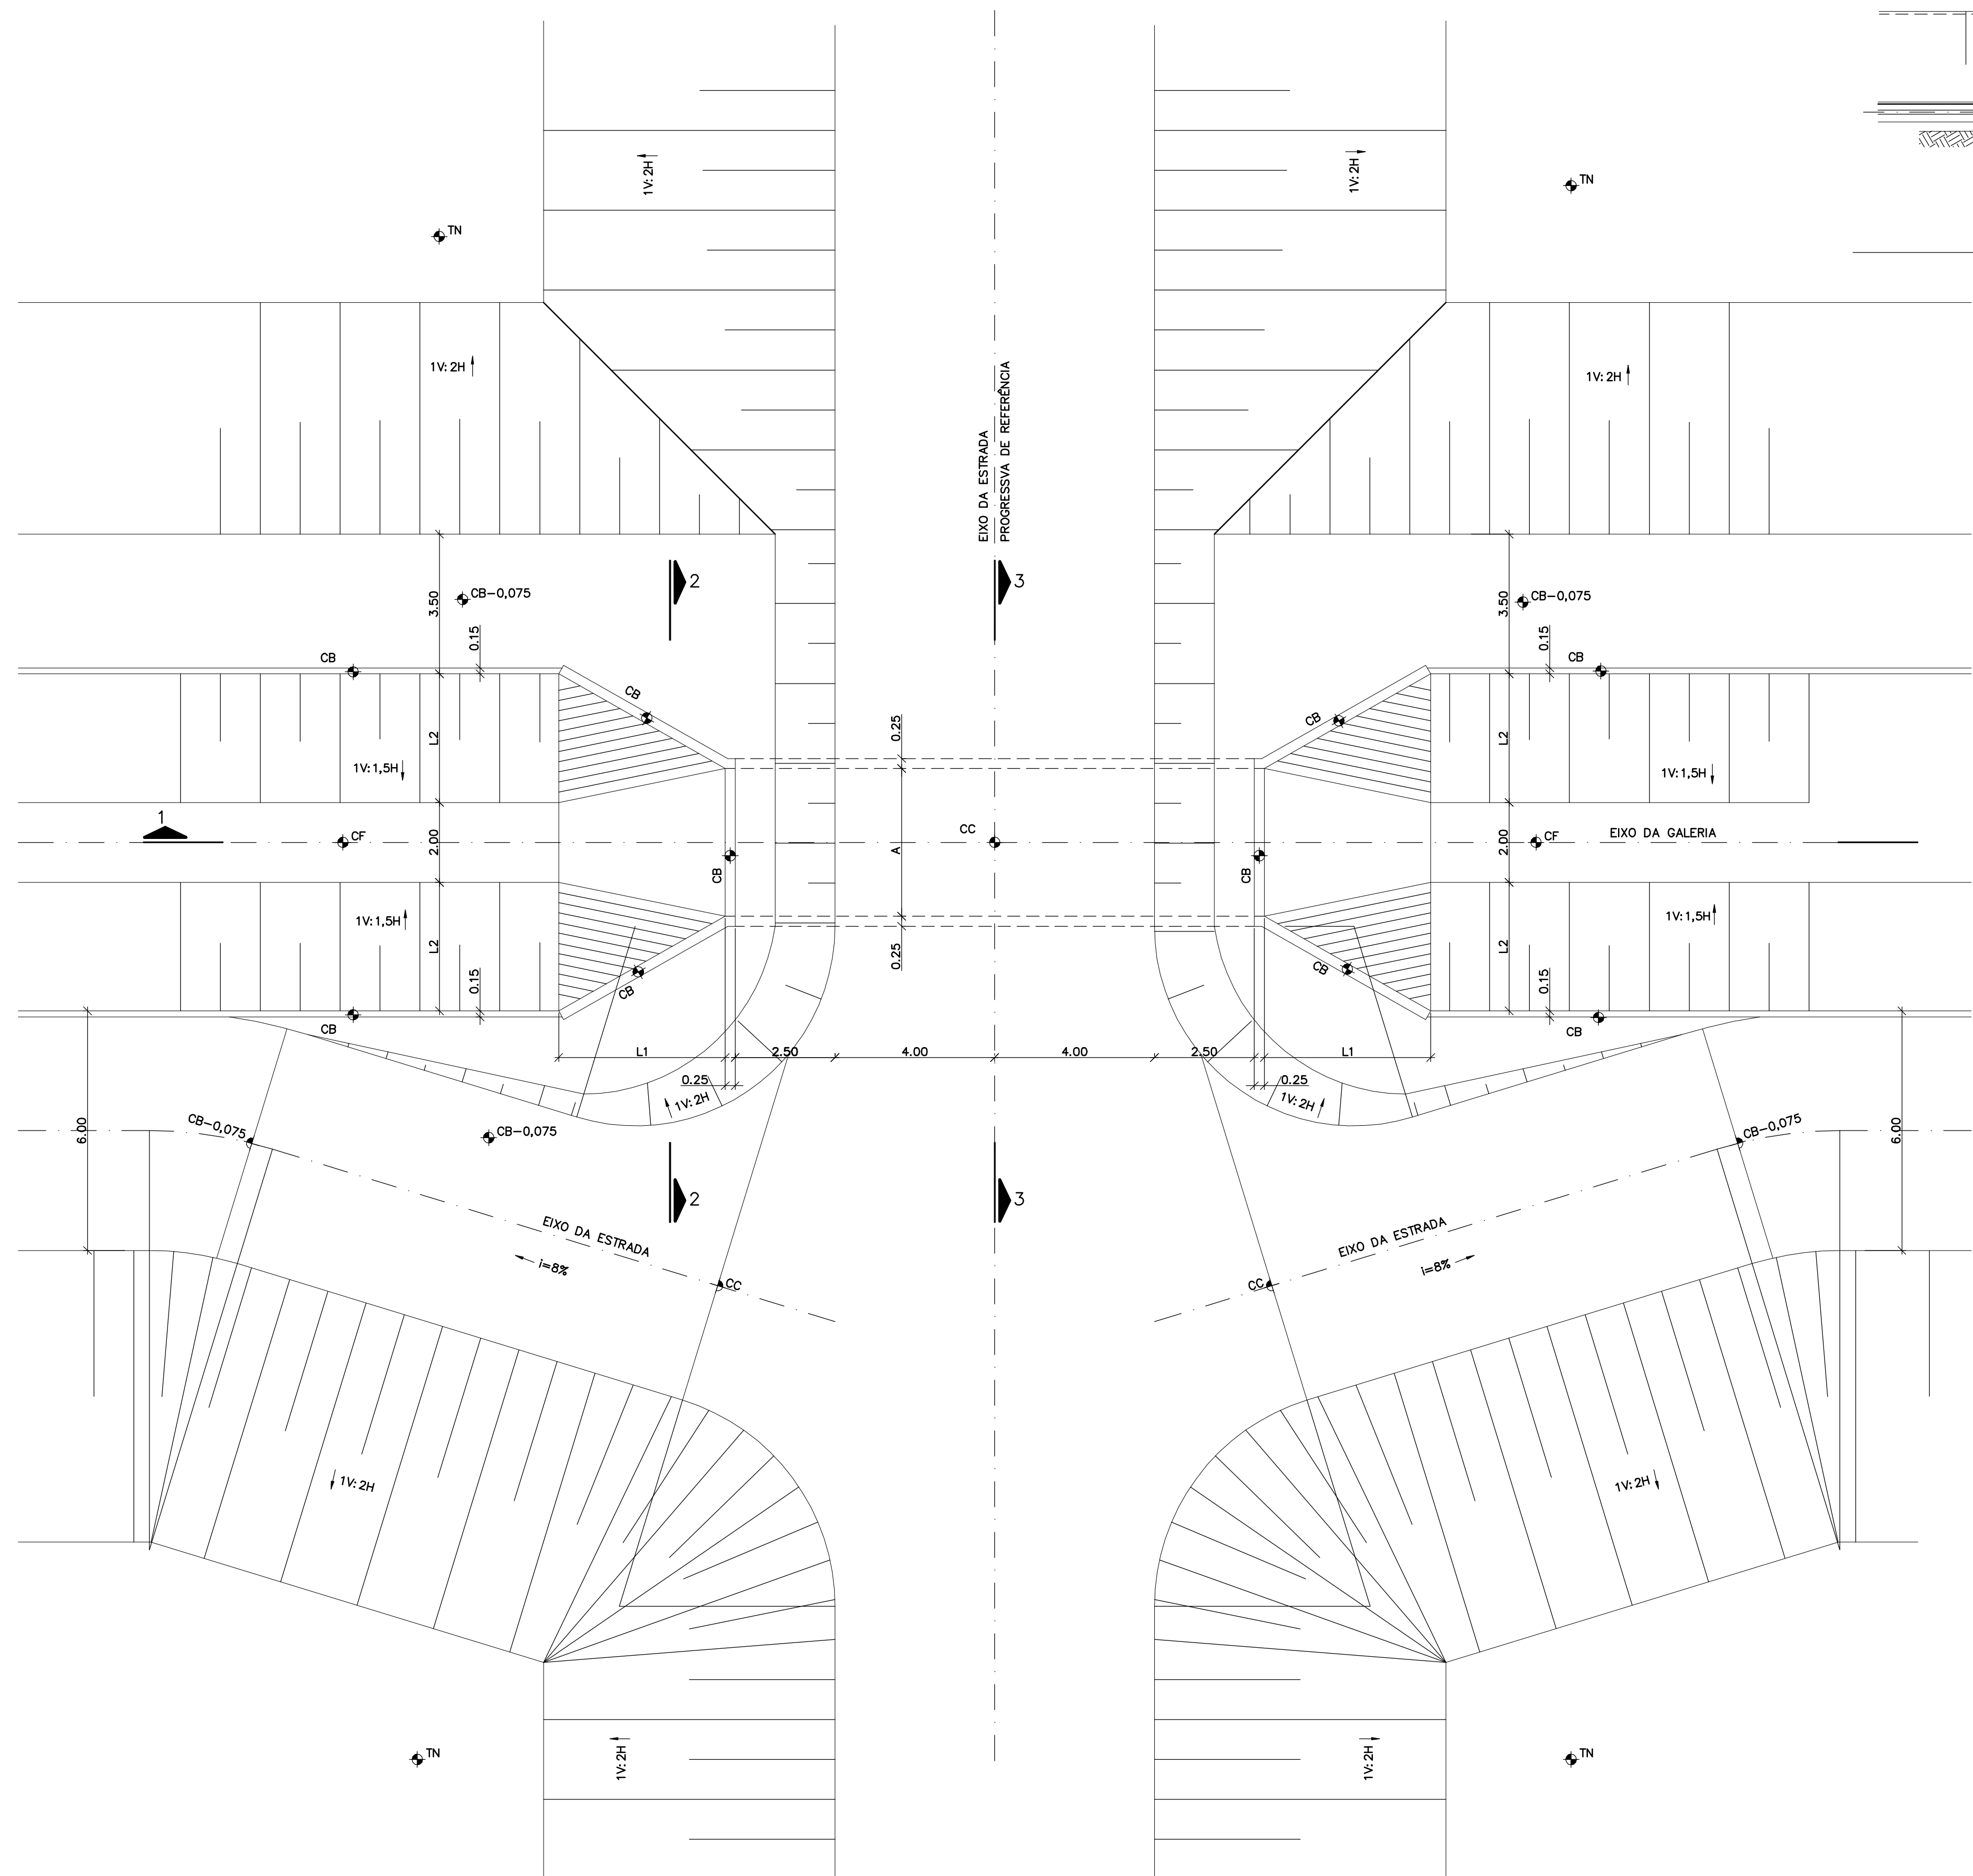 1V:2H
1V:2H
TN
TN
1V:2H
1V:2H
EIXO DA ESTRADA
PROGRESSVA DE REFERÊNCIA
2
3
CB-0,075
CB-0,075
3.50
3.50
0.15
0.15
CB
CB
CB
CB
L2
L2
0.25
1V:1,5H
1V:1,5H
1
CF
2.00
CC
A
CF
2.00
EIXO DA GALERIA
CB
CB
1V:1,5H
1V:1,5H
L2
L2
0.25
0.15
0.15
CB
CB
CB
CB
L1
2.50
4.00
4.00
2.50
L1
0.25
0.25
1V:2H
1V:2H
6.00
6.00
CB-0,075
CB-0,075
CB-0,075
2
3
EIXO DA ESTRADA
i=8%
CC
EIXO DA ESTRADA
i=8%
CC
1V:2H
1V:2H
TN
TN
1V:2H
1V:2H